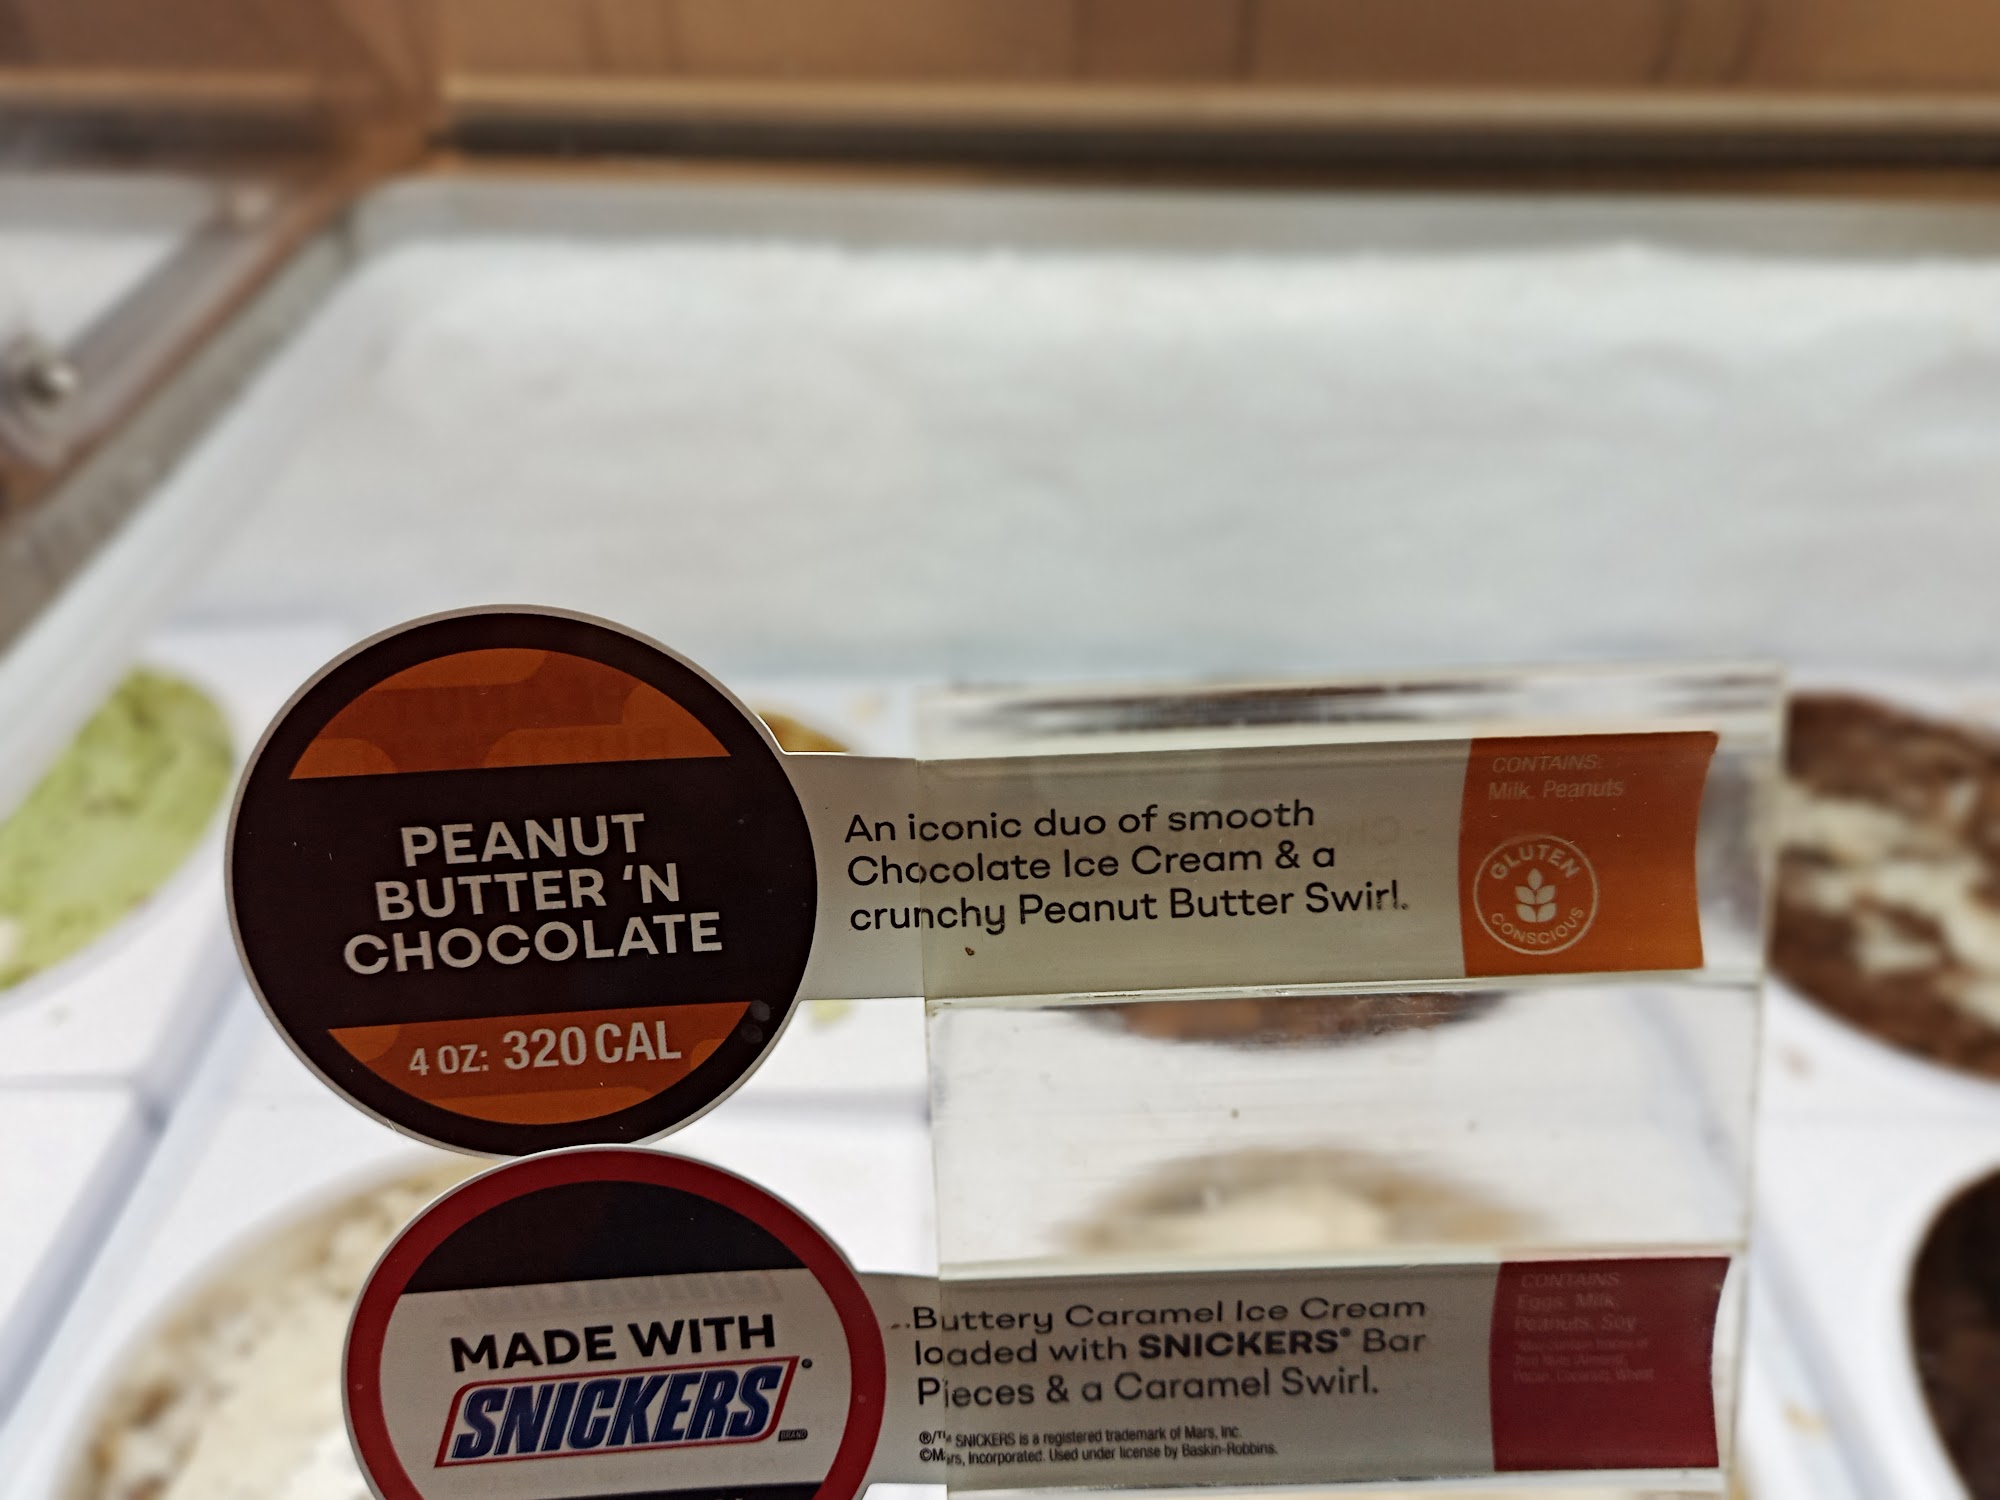 PEANUT
BUTTER ‘N
CHOCOLATE
4 OZ: 320 CAL
An iconic duo of smooth
Chocolate Ice Cream & a
crunchy Peanut Butter Swirl.
CONTAINS:
Milk, Peanuts
GLUTEN
CONSCIOUS
MADE WITH
SNICKERS®
BRAND
Buttery Caramel Ice Cream
loaded with SNICKERS® Bar
Pieces & a Caramel Swirl.
®/™ SNICKERS is a registered trademark of Mars, Inc.
©Mars, Incorporated. Used under license by Baskin-Robbins.
CONTAINS:
Eggs, Milk,
Peanuts, Soy